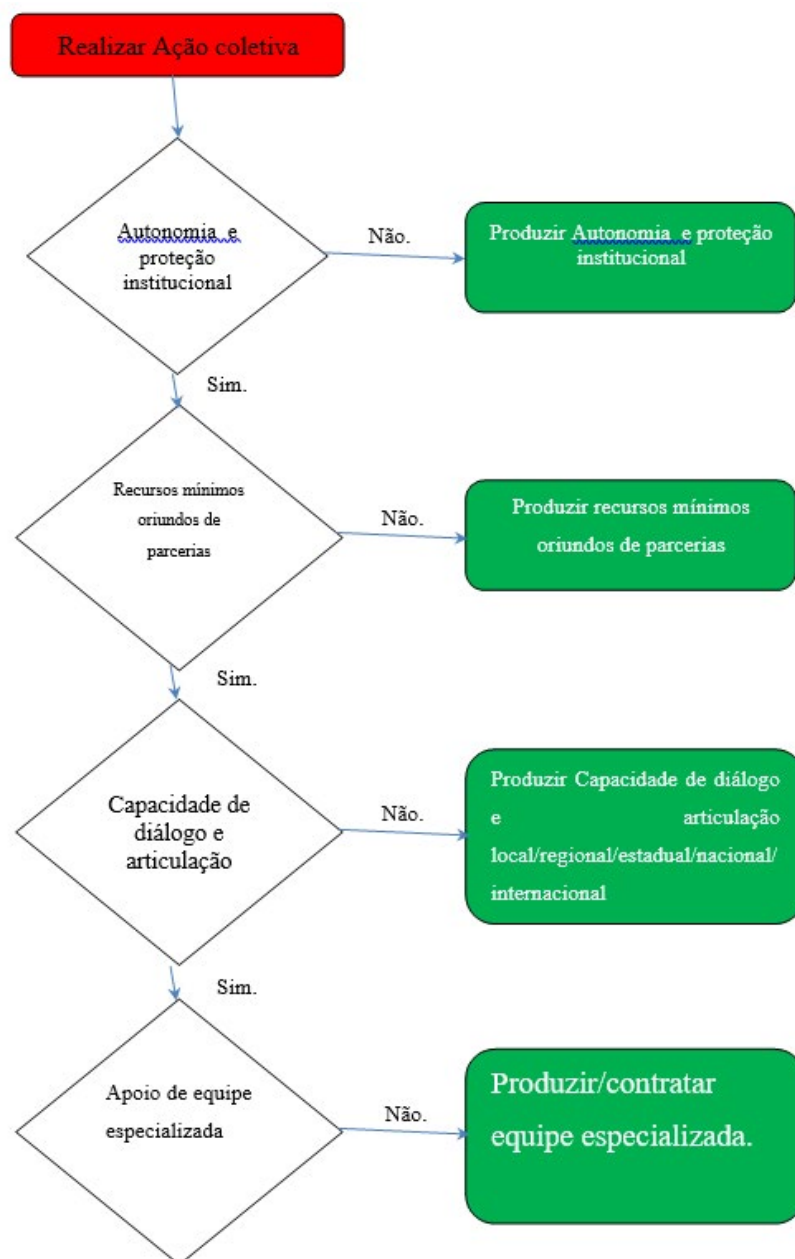 Realizar Ação coletiva
Autonomia e
proteção
institucional
Não.
Produzir Autonomia e proteção
institucional
Sim.
Recursos mínimos
oriundos de
parcerias
Não.
Produzir recursos mínimos
oriundos de parcerias
Sim.
Capacidade de
diálogo e
articulação
Não.
Produzir Capacidade de diálogo
e articulação
local/regional/estadual/nacional/
internacional
Sim.
Apoio de equipe
especializada
Não.
Produzir/contratar
equipe especializada.